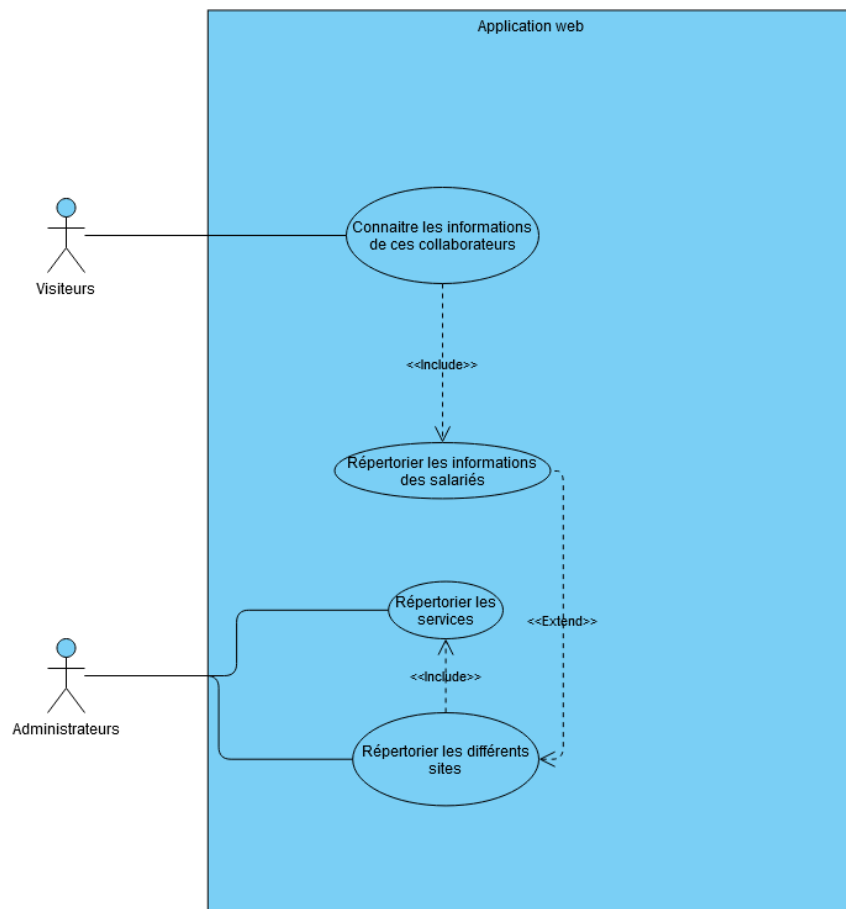 Application web
Connaitre les informations
de ces collaborateurs
Visiteurs
<<Include>>
Répertorier les informations
des salariés
Répertorier les
services
<<Extend>>
<<Include>>
Administrateurs
Répertorier les différents
sites